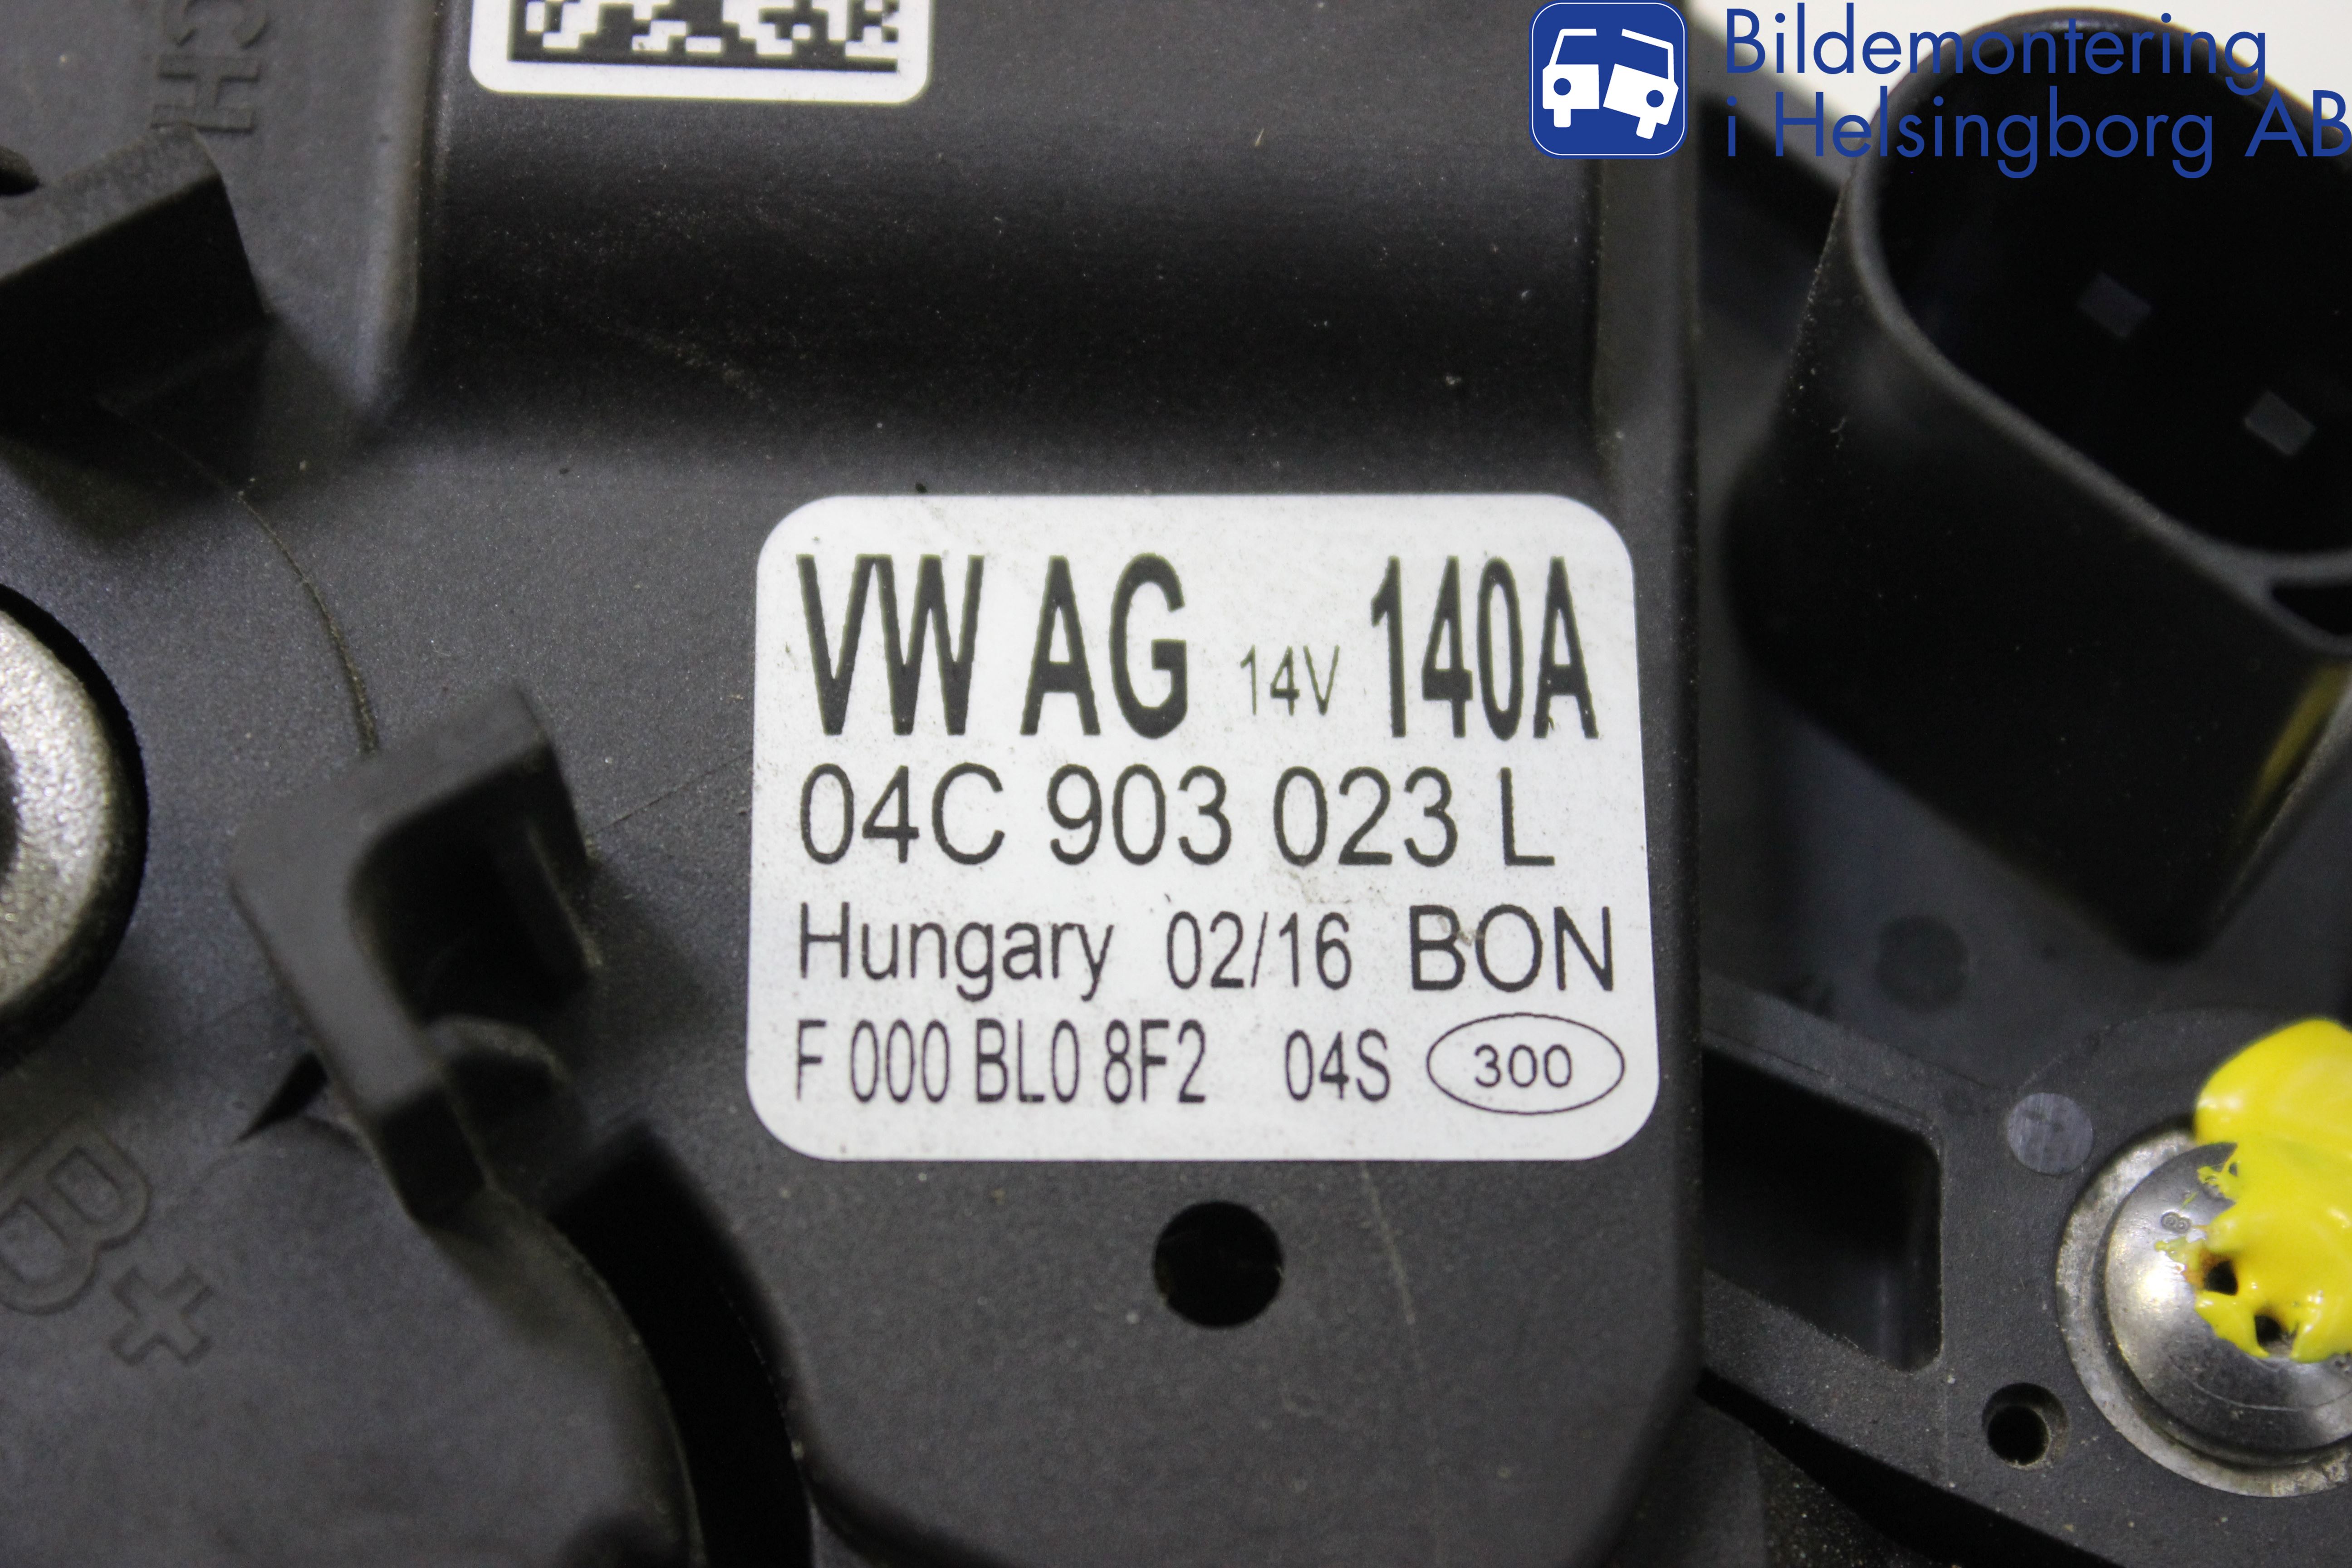 Bildemontering
i Helsingborg AB
CH
VW AG 14V 140A
04C 903 023 L
Hungary 02/16 BON
F 000 BL0 8F2 04S 300
B+